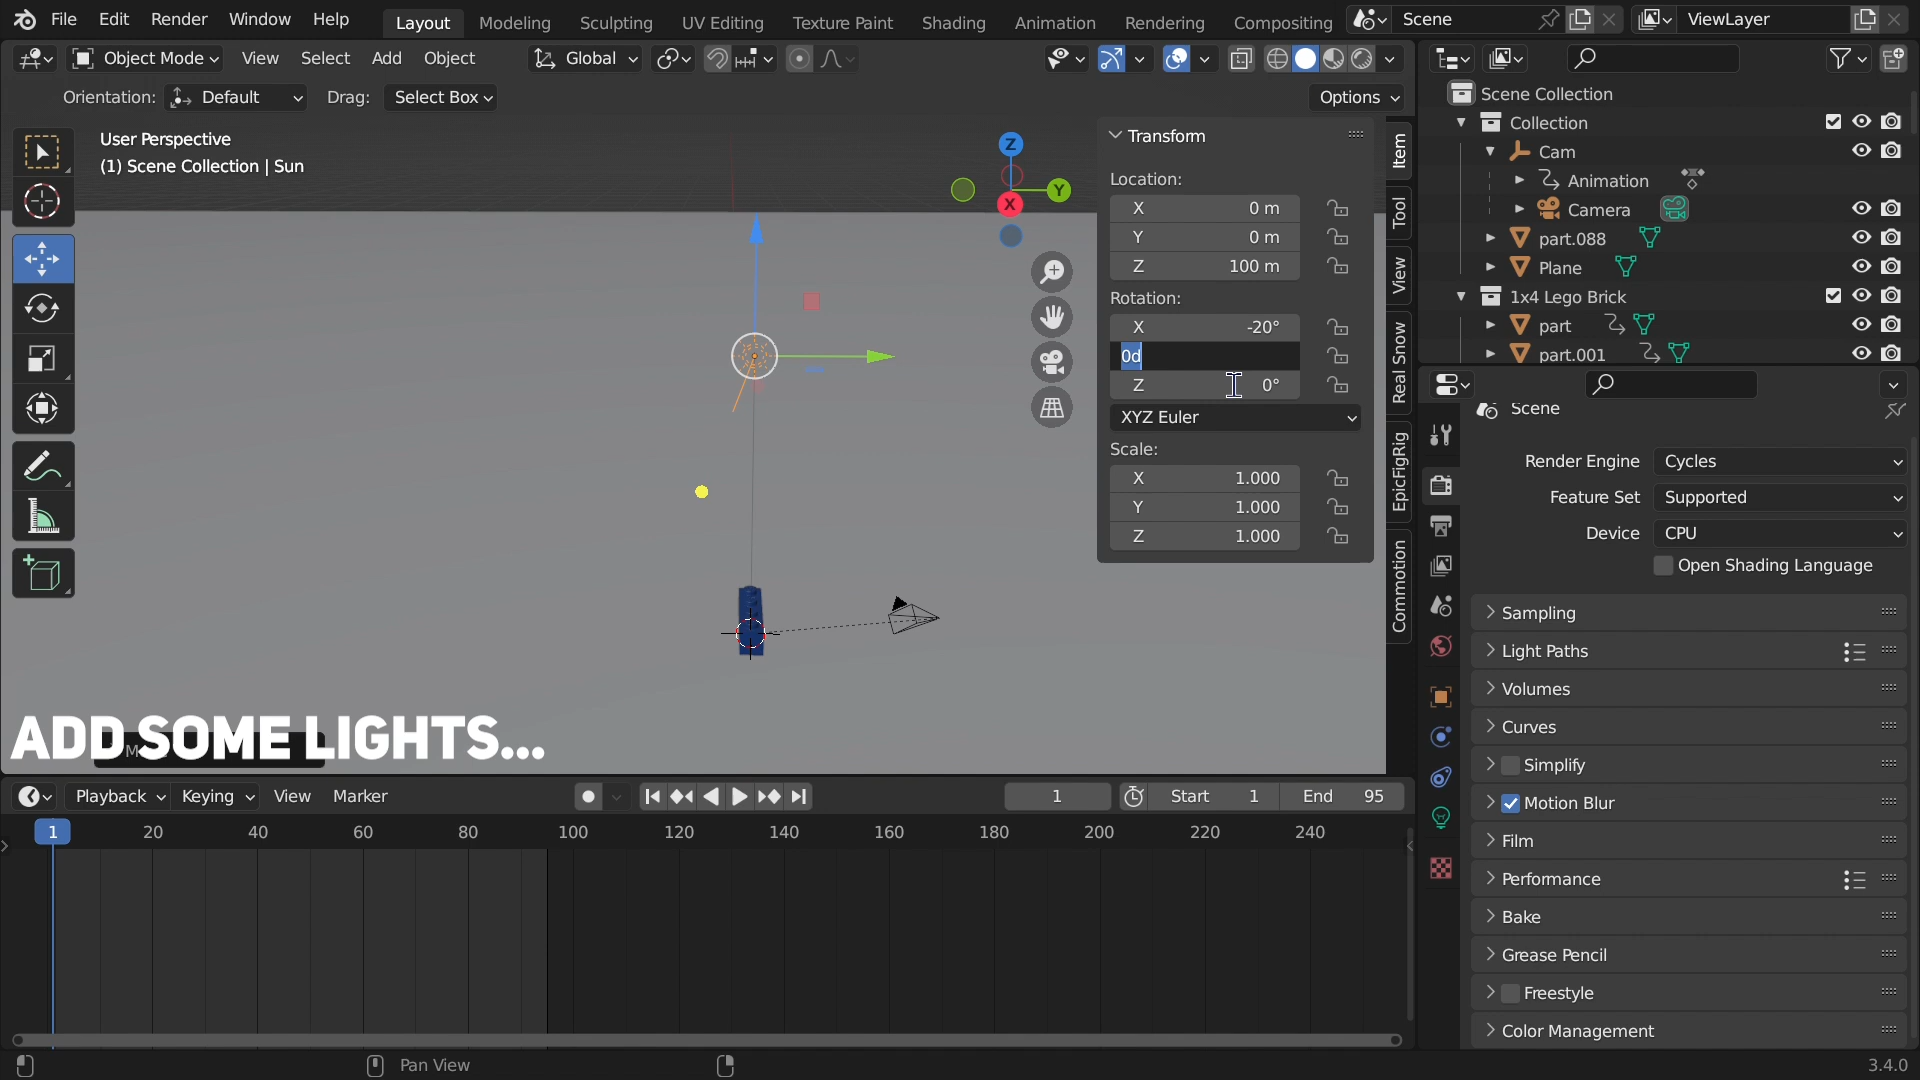 File Edit Render Window Help Layout Modeling Sculpting UV Editing Texture Paint Shading Animation Rendering Compositing Scene ViewLayer
Object Mode View Select Add Object Global
Orientation: Default Drag: Select Box Options
User Perspective
(1) Scene Collection | Sun
Z
Y
X
Transform
Location:
X 0 m
Y 0 m
Z 100 m
Rotation:
X -20°
0d
Z 0°
XYZ Euler
Scale:
X 1.000
Y 1.000
Z 1.000
Item
Tool
View
Real Snow
EpicFigRig
Commotion
Scene Collection
Collection
Cam
Animation
Camera
part.088
Plane
1x4 Lego Brick
part
part.001
Scene
Render Engine Cycles
Feature Set Supported
Device CPU
Open Shading Language
Sampling
Light Paths
Volumes
Curves
Simplify
Motion Blur
Film
Performance
Bake
Grease Pencil
Freestyle
Color Management
ADD SOME LIGHTS...
Playback Keying View Marker 1 Start 1 End 95
1 20 40 60 80 100 120 140 160 180 200 220 240
Pan View
3.4.0